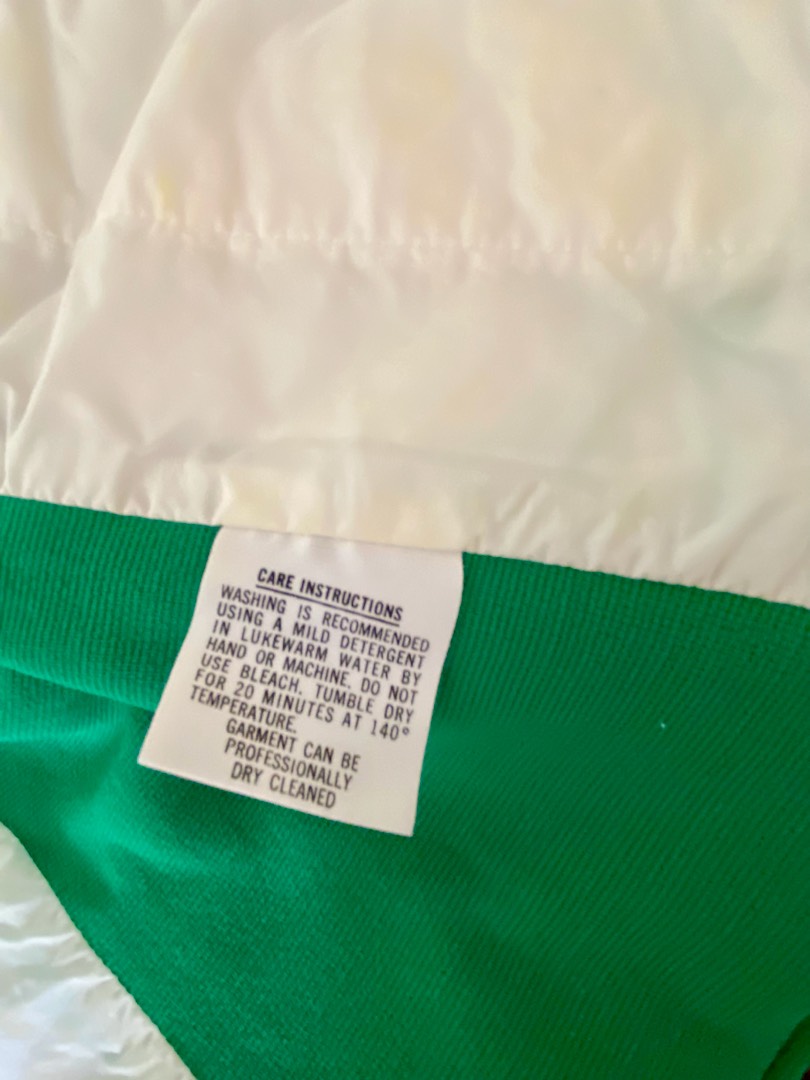 CARE INSTRUCTIONS
WASHING IS RECOMMENDED
USING A MILD DETERGENT
IN LUKEWARM WATER BY
HAND OR MACHINE. DO NOT
USE BLEACH. TUMBLE DRY
FOR 20 MINUTES AT 140°
TEMPERATURE.
GARMENT CAN BE
PROFESSIONALLY
DRY CLEANED